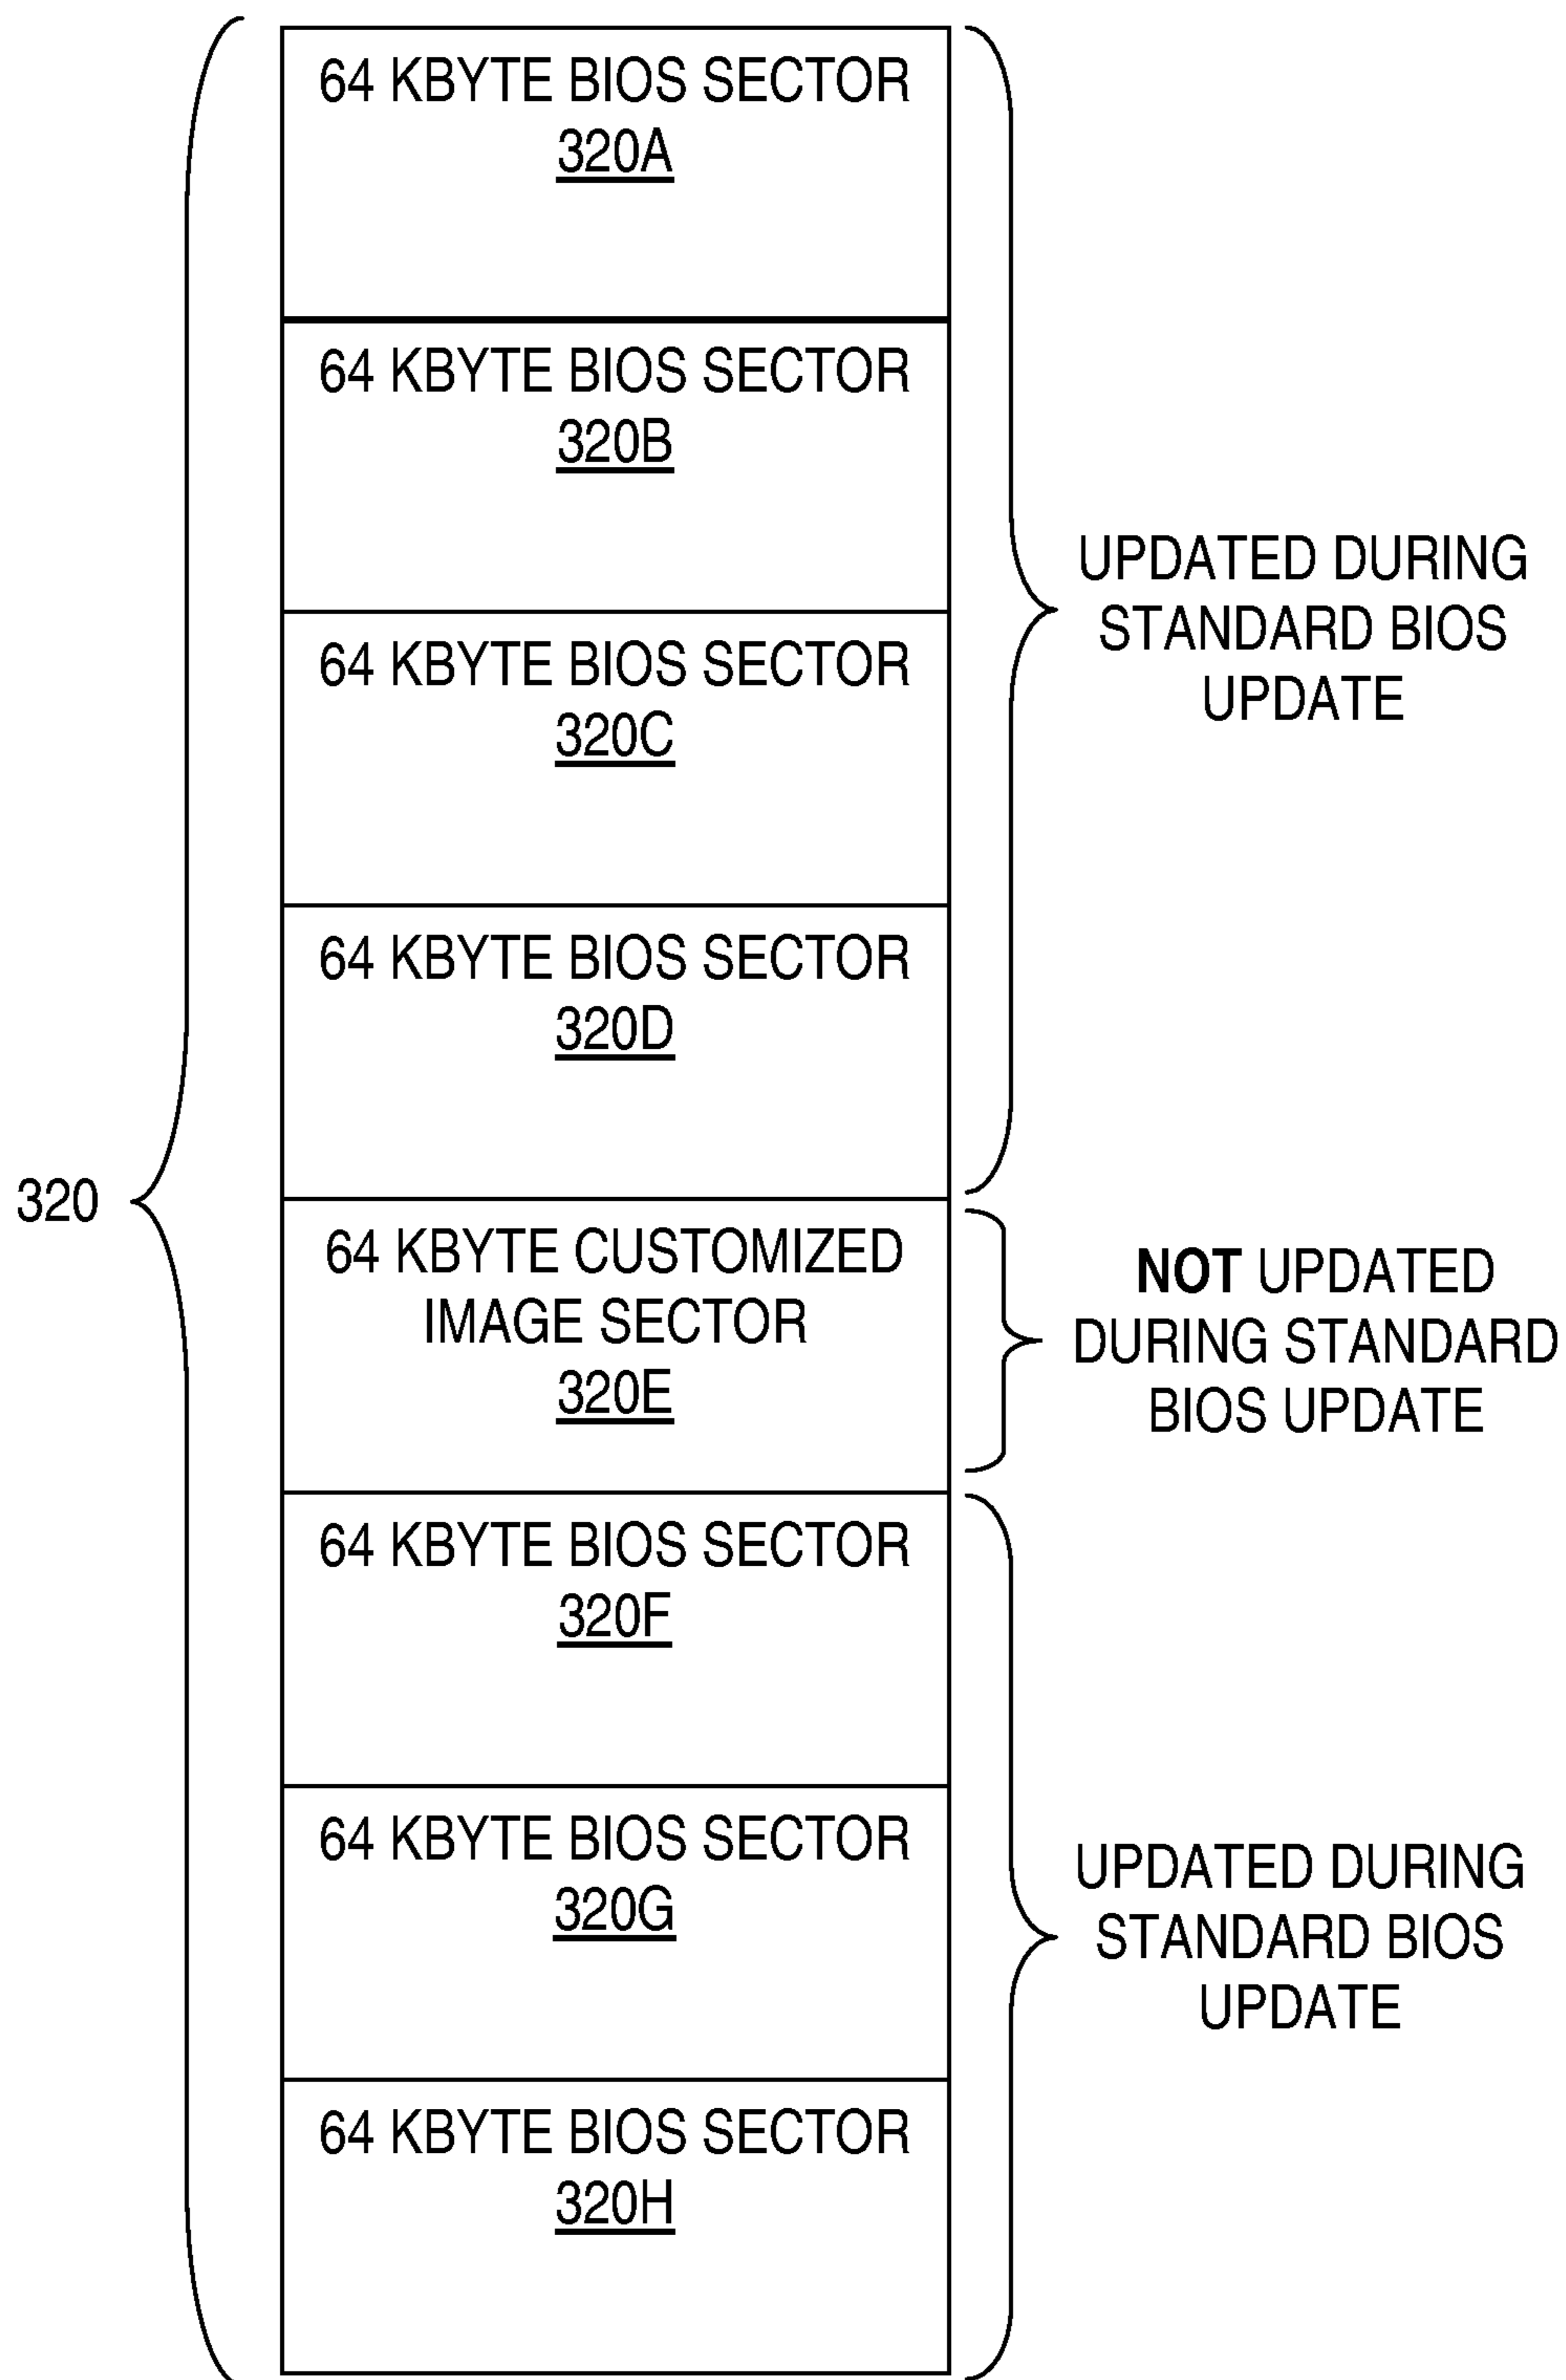 64 KBYTE BIOS SECTOR
320A
64 KBYTE BIOS SECTOR
320B
UPDATED DURING
STANDARD BIOS
UPDATE
64 KBYTE BIOS SECTOR
320C
64 KBYTE BIOS SECTOR
320D
320
64 KBYTE CUSTOMIZED
IMAGE SECTOR
320E
NOT UPDATED
DURING STANDARD
BIOS UPDATE
64 KBYTE BIOS SECTOR
320F
64 KBYTE BIOS SECTOR
320G
UPDATED DURING
STANDARD BIOS
UPDATE
64 KBYTE BIOS SECTOR
320H